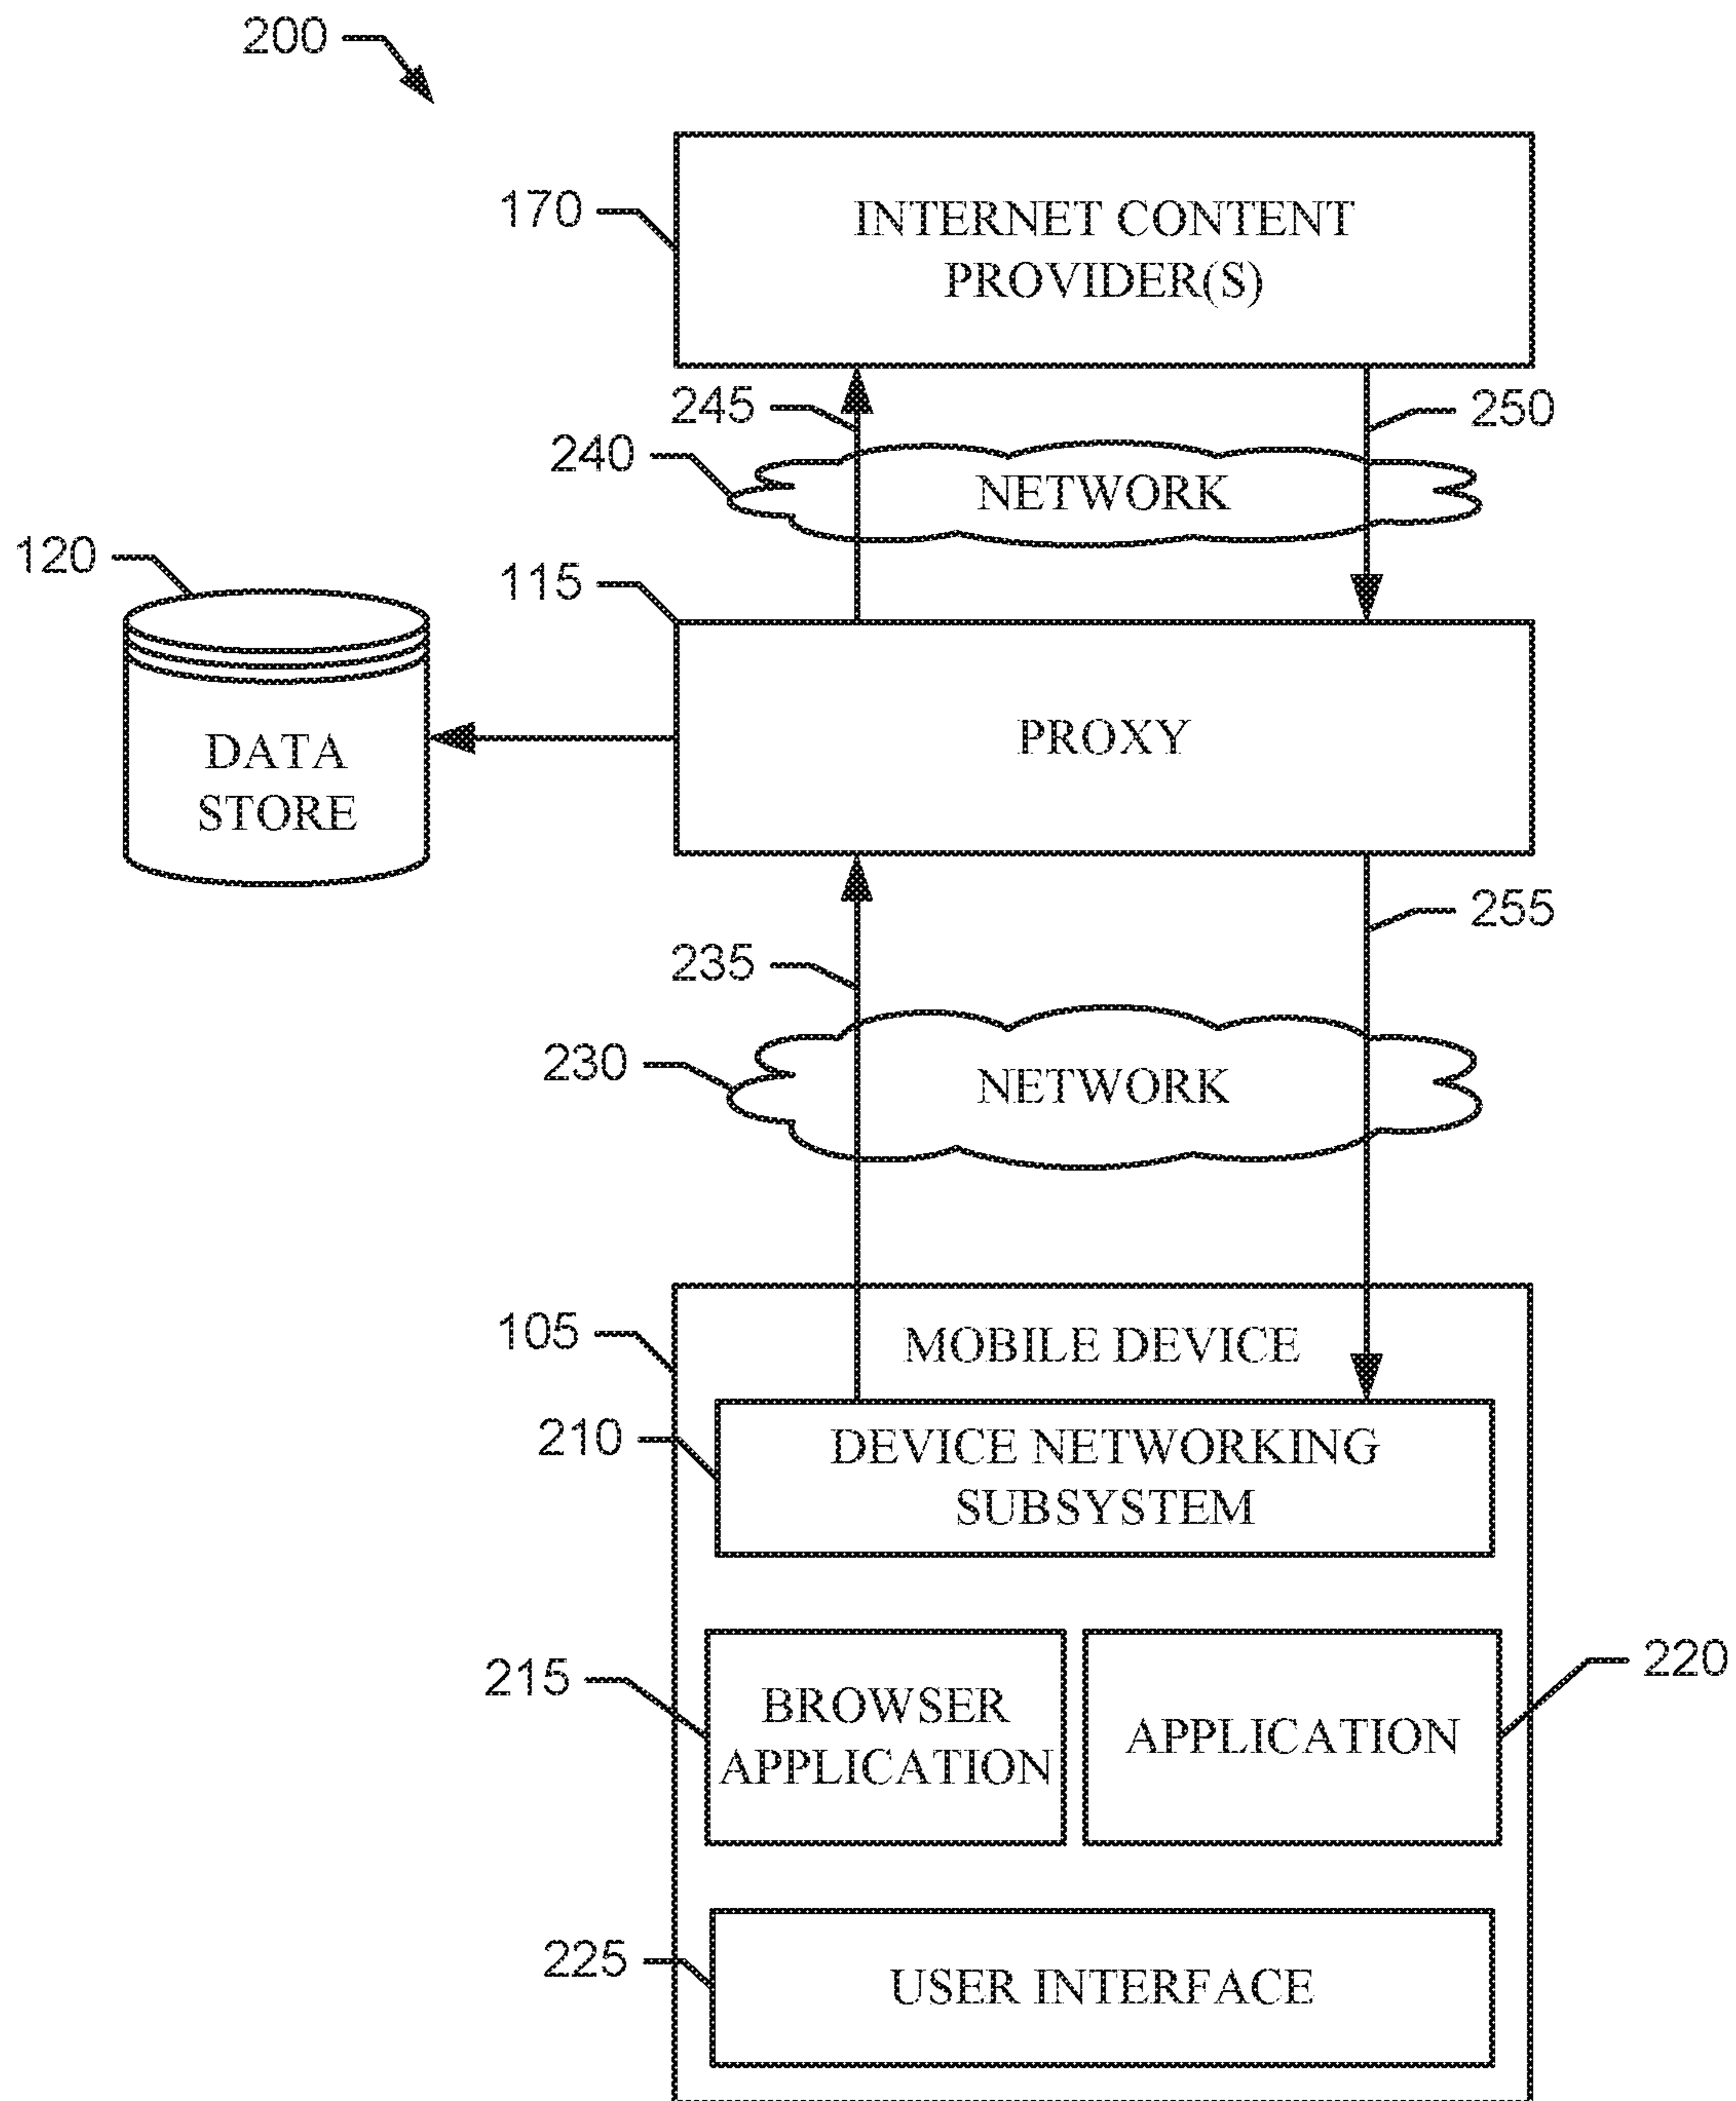 200
170
INTERNET CONTENT
PROVIDER(S)
245
250
240
NETWORK
120
115
DATA
STORE
PROXY
255
235
230
NETWORK
105
MOBILE DEVICE
210
DEVICE NETWORKING
SUBSYSTEM
215
BROWSER
APPLICATION
APPLICATION
220
225
USER INTERFACE